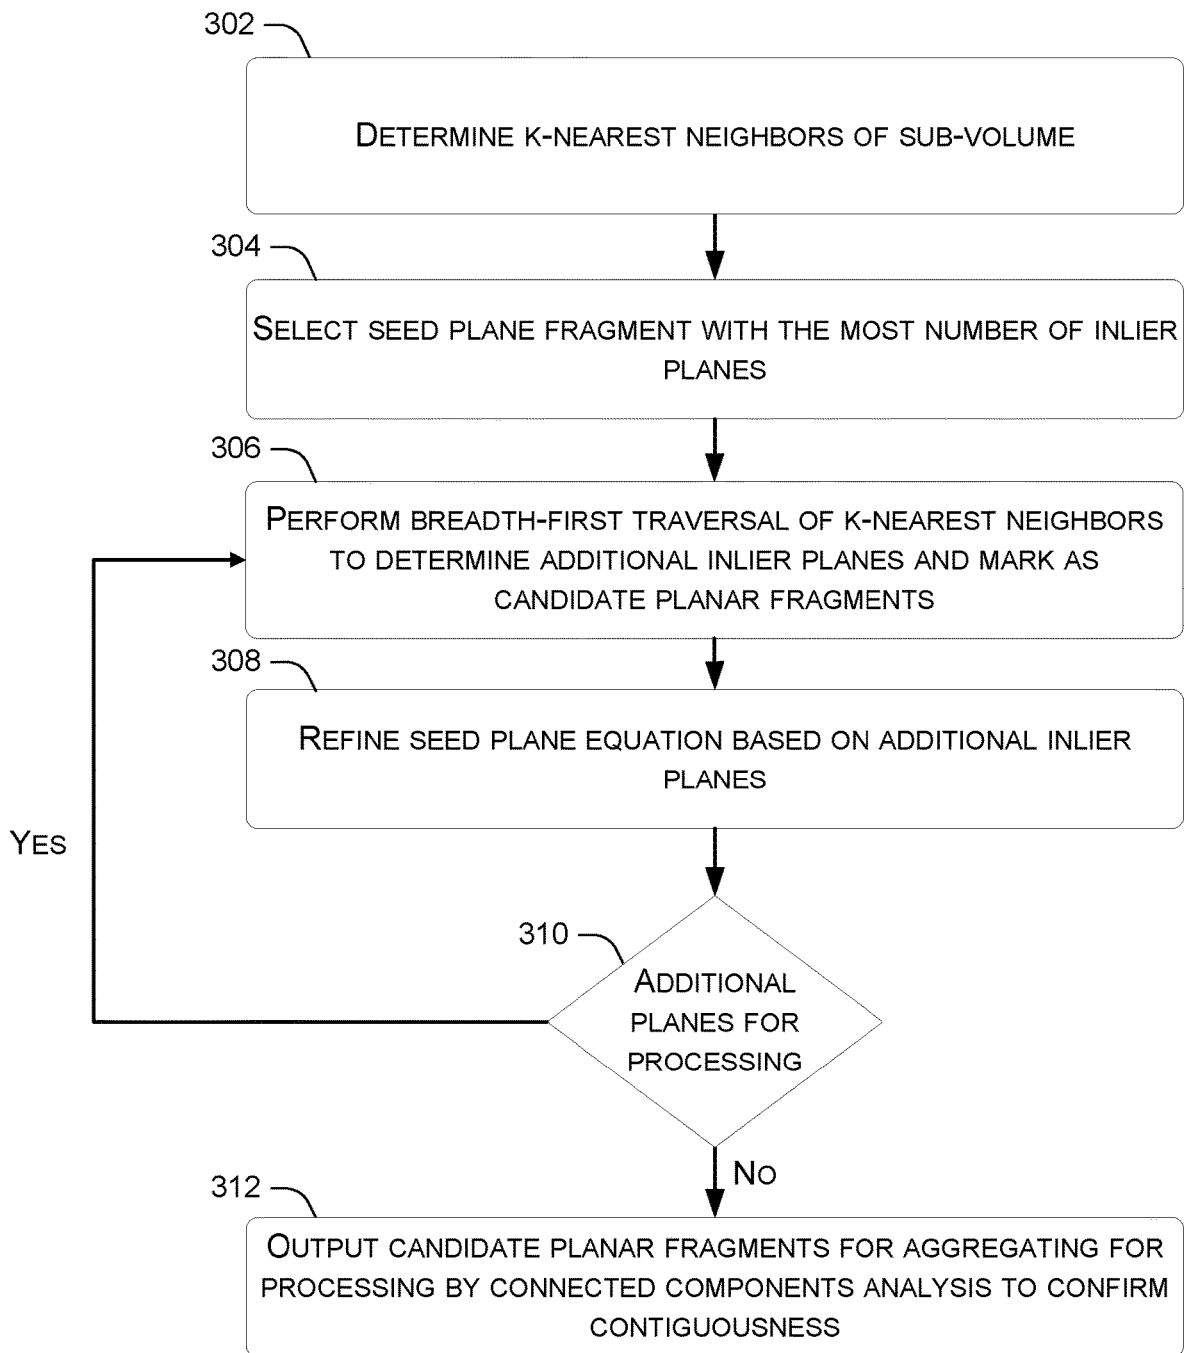 302
DETERMINE K-NEAREST NEIGHBORS OF SUB-VOLUME
304
SELECT SEED PLANE FRAGMENT WITH THE MOST NUMBER OF INLIER
PLANES
306
PERFORM BREADTH-FIRST TRAVERSAL OF K-NEAREST NEIGHBORS
TO DETERMINE ADDITIONAL INLIER PLANES AND MARK AS
CANDIDATE PLANAR FRAGMENTS
308
REFINE SEED PLANE EQUATION BASED ON ADDITIONAL INLIER
PLANES
YES
310
ADDITIONAL
PLANES FOR
PROCESSING
NO
312
OUTPUT CANDIDATE PLANAR FRAGMENTS FOR AGGREGATING FOR
PROCESSING BY CONNECTED COMPONENTS ANALYSIS TO CONFIRM
CONTIGUOUSNESS